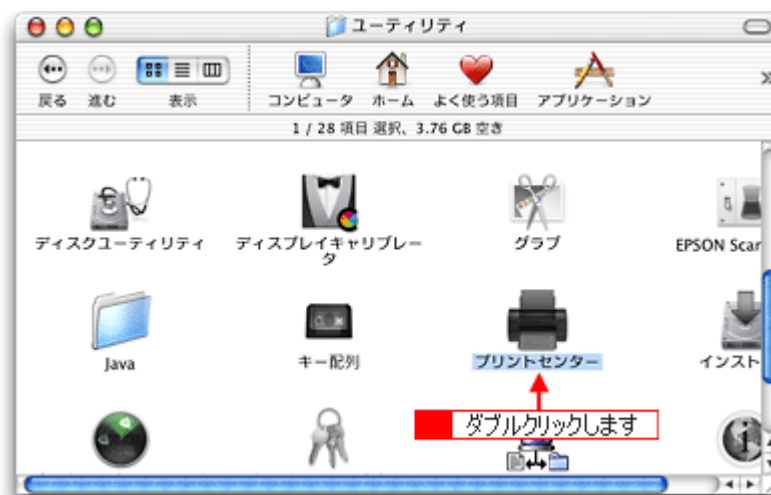 ユーティリティ
戻る 進む 表示 コンピュータ ホーム よく使う項目 アプリケーション
1 / 28 項目 選択、3.76 GB 空き
ディスクユーティリティ ディスプレイキャリブレー グラブ EPSON Scar
タ
Java キー配列 プリントセンター インスト
ダブルクリックします